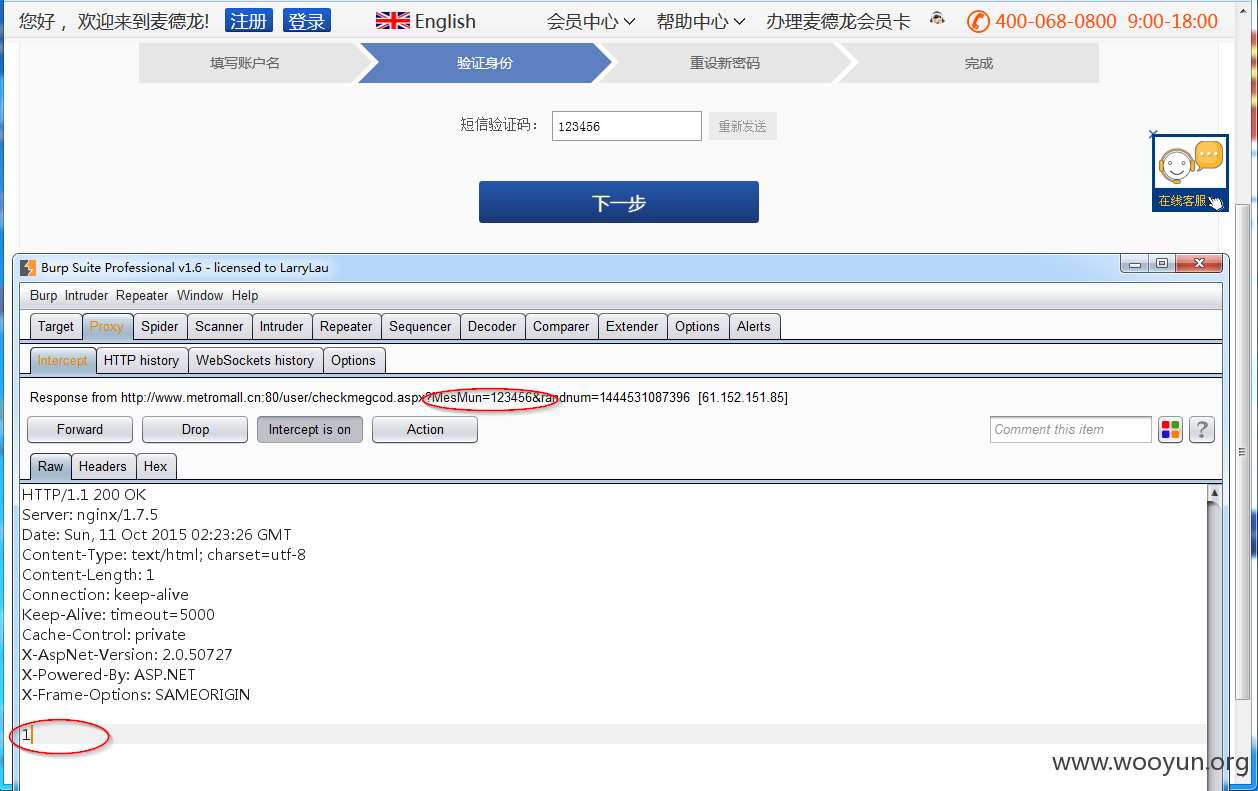 您好，欢迎来到麦德龙! 注册 登录 English 会员中心 帮助中心 办理麦德龙会员卡 400-068-0800 9:00-18:00
填写账户名 验证身份 重设新密码 完成
短信验证码： 123456 重新发送
下一步
在线客服
Burp Suite Professional v1.6 - licensed to LarryLau
Burp Intruder Repeater Window Help
Target Proxy Spider Scanner Intruder Repeater Sequencer Decoder Comparer Extender Options Alerts
Intercept HTTP history WebSockets history Options
Response from http://www.metromall.cn:80/user/checkmegcod.aspx?MesMun=123456&randnum=1444531087396 [61.152.151.85]
Forward Drop Intercept is on Action Comment this item ?
Raw Headers Hex
HTTP/1.1 200 OK
Server: nginx/1.7.5
Date: Sun, 11 Oct 2015 02:23:26 GMT
Content-Type: text/html; charset=utf-8
Content-Length: 1
Connection: keep-alive
Keep-Alive: timeout=5000
Cache-Control: private
X-AspNet-Version: 2.0.50727
X-Powered-By: ASP.NET
X-Frame-Options: SAMEORIGIN
1
www.wooyun.org